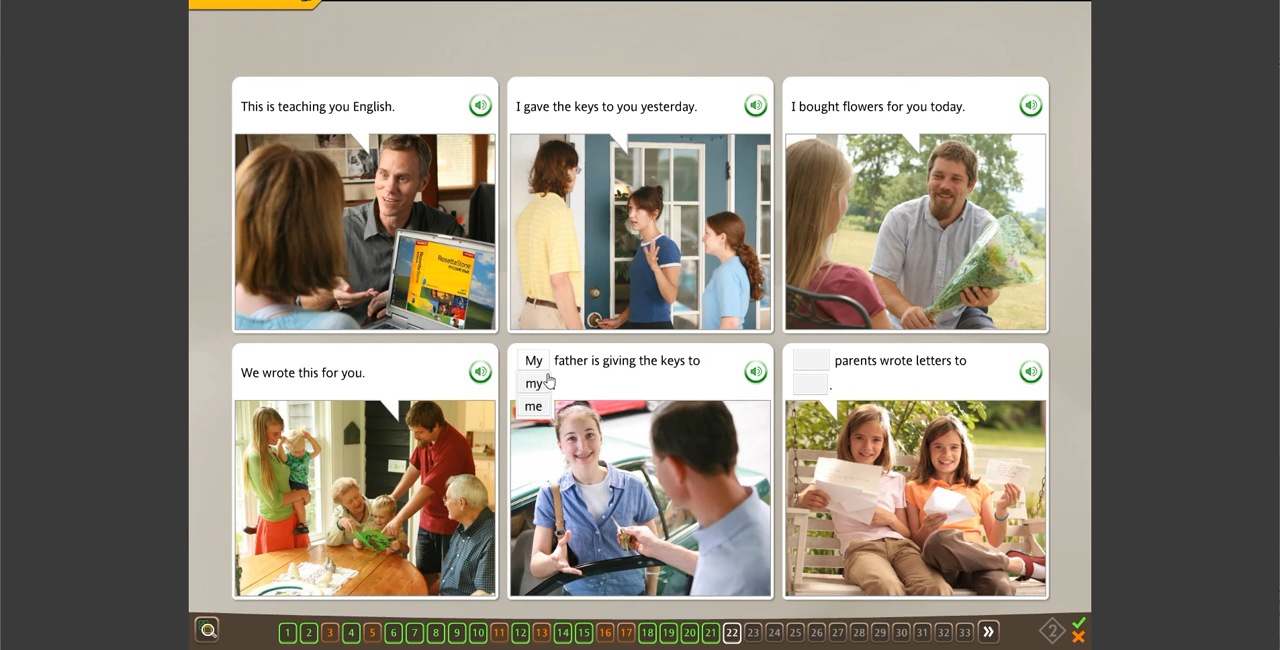 This is teaching you English.
I gave the keys to you yesterday.
I bought flowers for you today.
RosettaStone
We wrote this for you.
My father is giving the keys to
my
me
parents wrote letters to
.
1 2 3 4 5 6 7 8 9 10 11 12 13 14 15 16 17 18 19 20 21 22 23 24 25 26 27 28 29 30 31 32 33 »
2